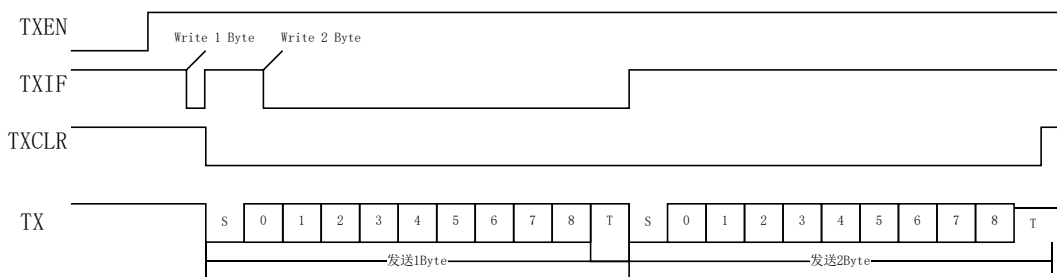 TXEN
Write 1 Byte Write 2 Byte
TXIF
TXCLR
TX S 0 1 2 3 4 5 6 7 8 T S 0 1 2 3 4 5 6 7 8 T
发送1Byte 发送2Byte